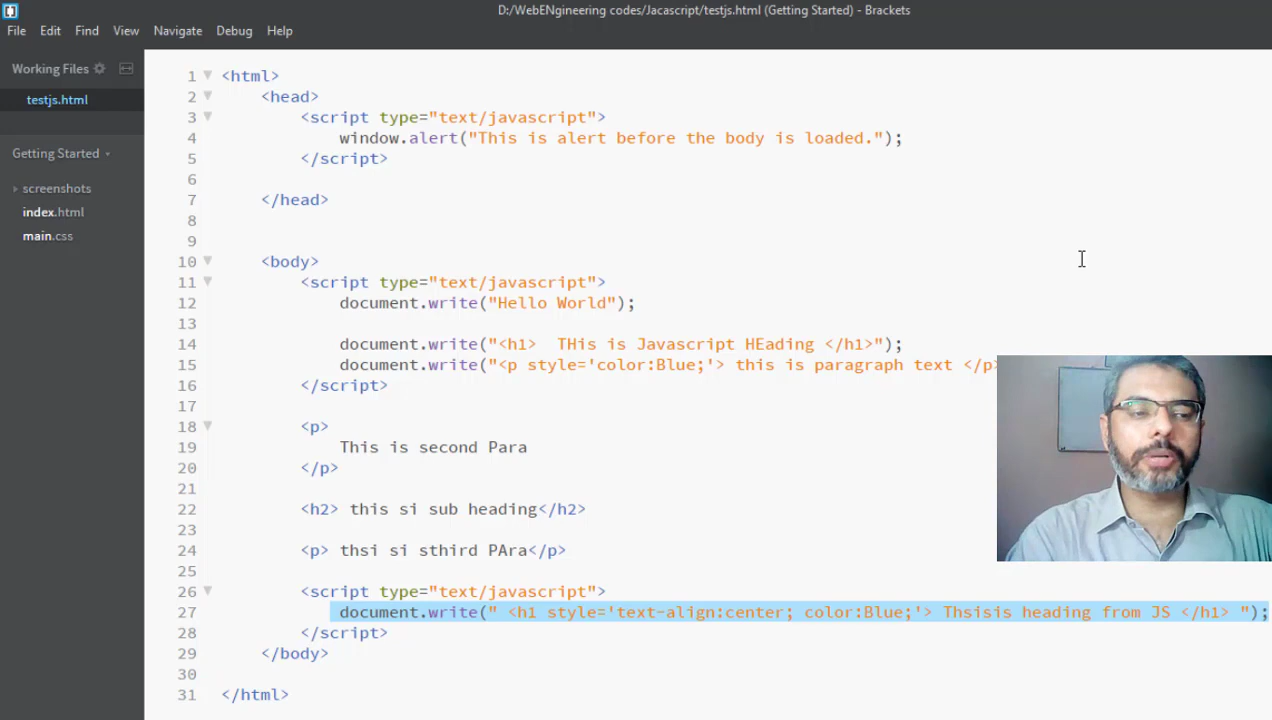 D:/WebENgineering codes/Jacascript/testjs.html (Getting Started) - Brackets
File Edit Find View Navigate Debug Help
Working Files
testjs.html
Getting Started
screenshots
index.html
main.css
1 <html>
2 <head>
3 <script type="text/javascript">
4 window.alert("This is alert before the body is loaded.");
5 </script>
6
7 </head>
8
9
10 <body>
11 <script type="text/javascript">
12 document.write("Hello World");
13
14 document.write("<h1>  THis is Javascript HEading </h1>");
15 document.write("<p style='color:Blue;'> this is paragraph text </p>
16 </script>
17
18 <p>
19 This is second Para
20 </p>
21
22 <h2> this si sub heading</h2>
23
24 <p> thsi si sthird PAra</p>
25
26 <script type="text/javascript">
27 document.write(" <h1 style='text-align:center; color:Blue;'> Thsisis heading from JS </h1> ");
28 </script>
29 </body>
30
31 </html>